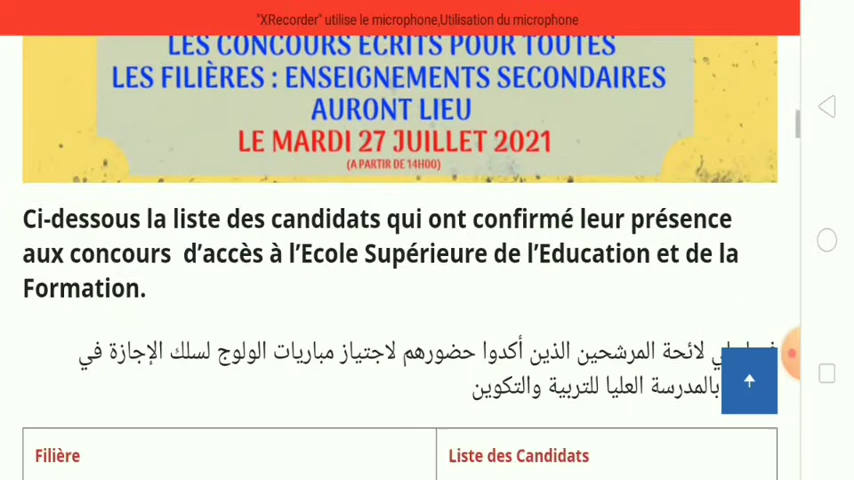 "XRecorder" utilise le microphone,Utilisation du microphone
LES CONCOURS ÉCRITS POUR TOUTES
LES FILIÈRES : ENSEIGNEMENTS SECONDAIRES
AURONT LIEU
LE MARDI 27 JUILLET 2021
(A PARTIR DE 14H00)
Ci-dessous la liste des candidats qui ont confirmé leur présence
aux concours d'accès à l'Ecole Supérieure de l'Education et de la
Formation.
لائحة المرشحين الذين أكدوا حضورهم لاجتياز مباريات الولوج لسلك الإجازة في
بالمدرسة العليا للتربية والتكوين
Filière
Liste des Candidats